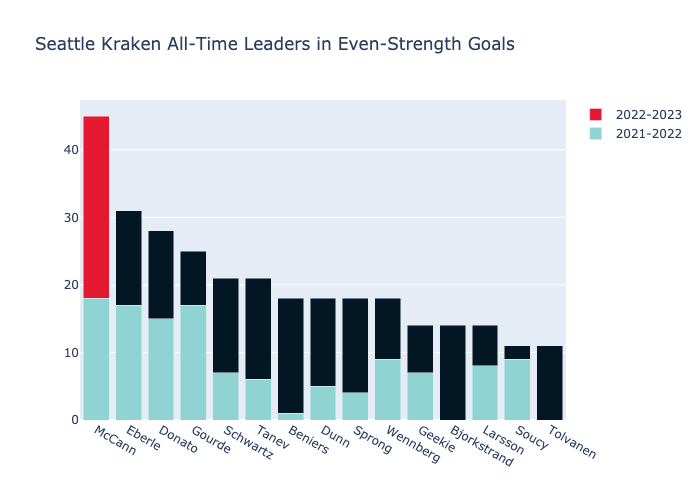 Seattle Kraken All-Time Leaders in Even-Strength Goals
2022-2023
2021-2022
40
30
20
10
0
McCann
Eberle
Donato
Gourde
Schwartz
Tanev
Beniers
Dunn
Sprong
Wennberg
Geekie
Bjorkstrand
Larsson
Soucy
Tolvanen